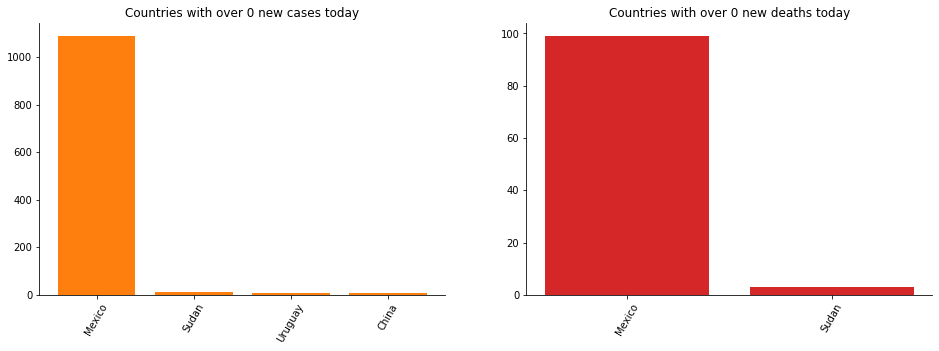 Countries with over 0 new cases today
1000
800
600
400
200
0
Mexico
Sudan
Uruguay
China
Countries with over 0 new deaths today
100
80
60
40
20
0
Mexico
Sudan